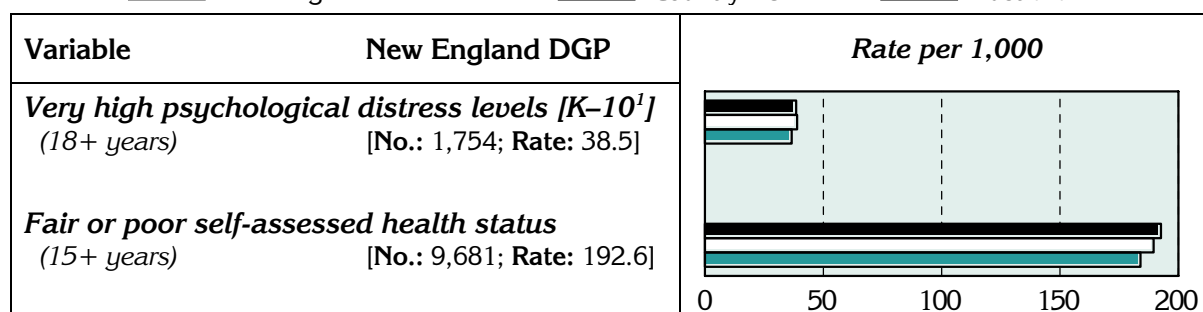 Variable New England DGP Rate per 1,000
Very high psychological distress levels [K–10¹]
(18+ years) [No.: 1,754; Rate: 38.5]
Fair or poor self-assessed health status
(15+ years) [No.: 9,681; Rate: 192.6]
0 50 100 150 200